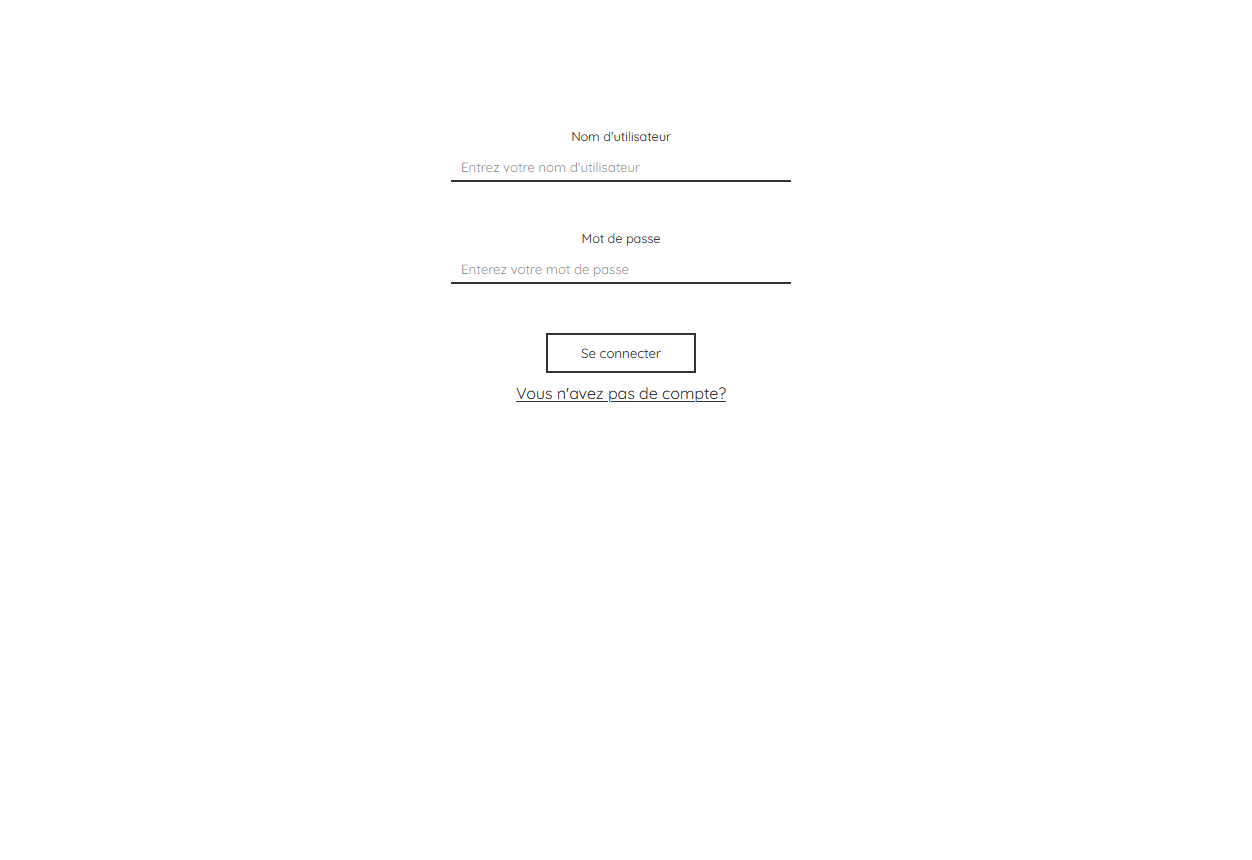 Nom d'utilisateur
Entrez votre nom d'utilisateur
Mot de passe
Enterez votre mot de passe
Se connecter
Vous n'avez pas de compte?